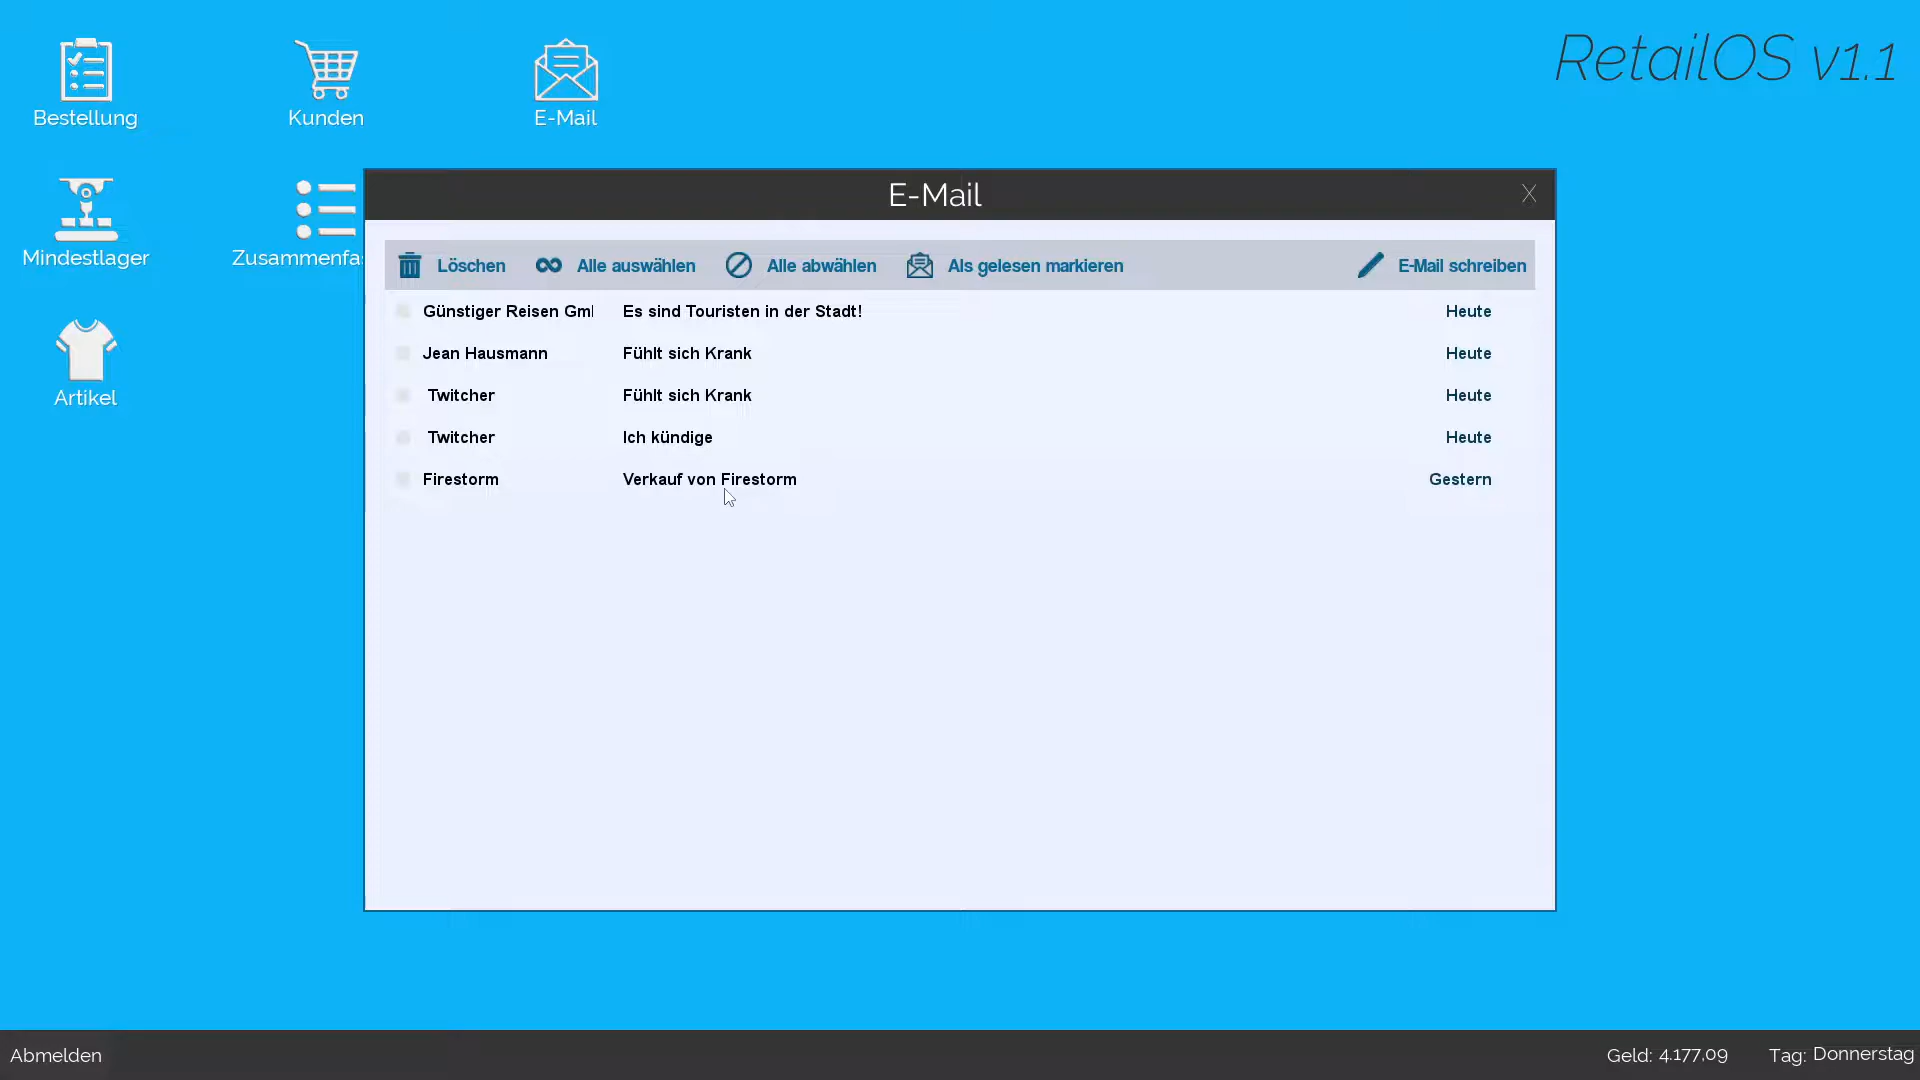 RetailOS v1.1
Bestellung
Kunden
E-Mail
Mindestlager
Zusammenfa
Artikel
E-Mail
X
Löschen
Alle auswählen
Alle abwählen
Als gelesen markieren
E-Mail schreiben
Günstiger Reisen Gm Es sind Touristen in der Stadt! Heute
Jean Hausmann Fühlt sich Krank Heute
Twitcher Fühlt sich Krank Heute
Twitcher Ich kündige Heute
Firestorm Verkauf von Firestorm Gestern
Abmelden
Geld: 4.177,09
Tag: Donnerstag